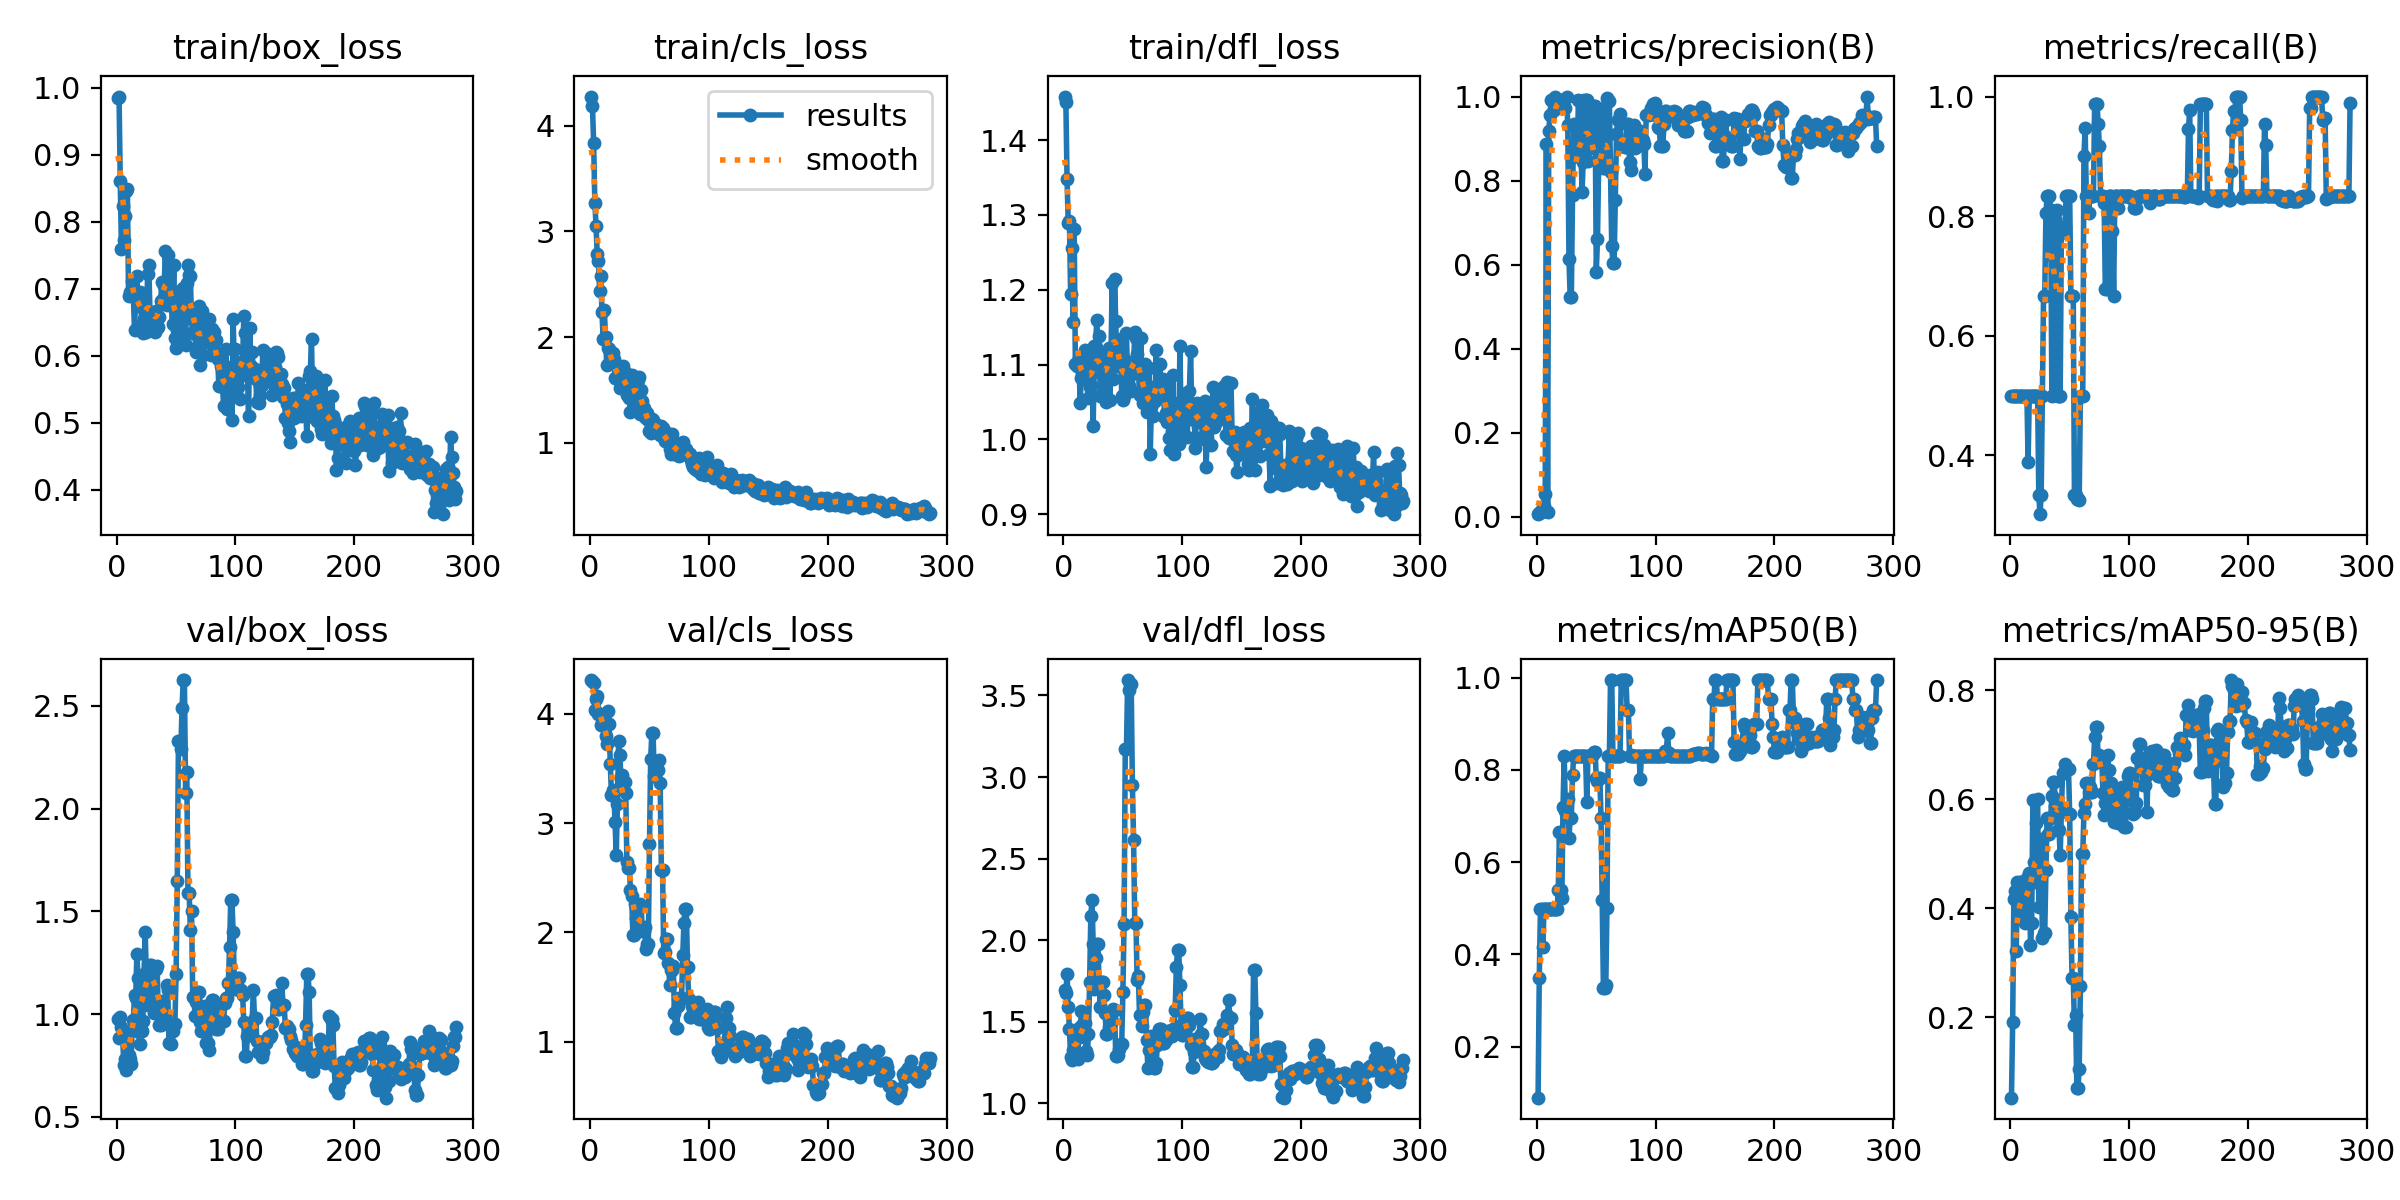 train/box_loss
1.0
0.9
0.8
0.7
0.6
0.5
0.4
0 100 200 300
train/cls_loss
4
3
2
1
results
smooth
0 100 200 300
train/dfl_loss
1.4
1.3
1.2
1.1
1.0
0.9
0 100 200 300
metrics/precision(B)
1.0
0.8
0.6
0.4
0.2
0.0
0 100 200 300
metrics/recall(B)
1.0
0.8
0.6
0.4
0 100 200 300
val/box_loss
2.5
2.0
1.5
1.0
0.5
0 100 200 300
val/cls_loss
4
3
2
1
0 100 200 300
val/dfl_loss
3.5
3.0
2.5
2.0
1.5
1.0
0 100 200 300
metrics/mAP50(B)
1.0
0.8
0.6
0.4
0.2
0 100 200 300
metrics/mAP50-95(B)
0.8
0.6
0.4
0.2
0 100 200 300